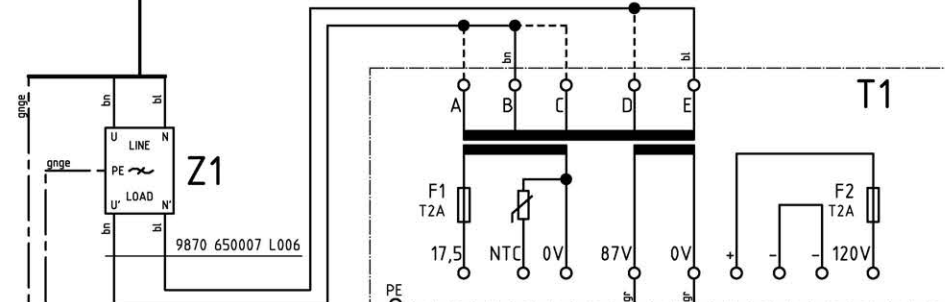 bn
bl
T1
gnge
bn
bl
A
B
C
D
E
U
N
LINE
gnge
PE
Z1
LOAD
F1
T2A
F2
T2A
U'
N'
bn
bl
9870 650007 L006
17,5
NTC
0V
87V
0V
+
-
-
120V
PE
gr
gr